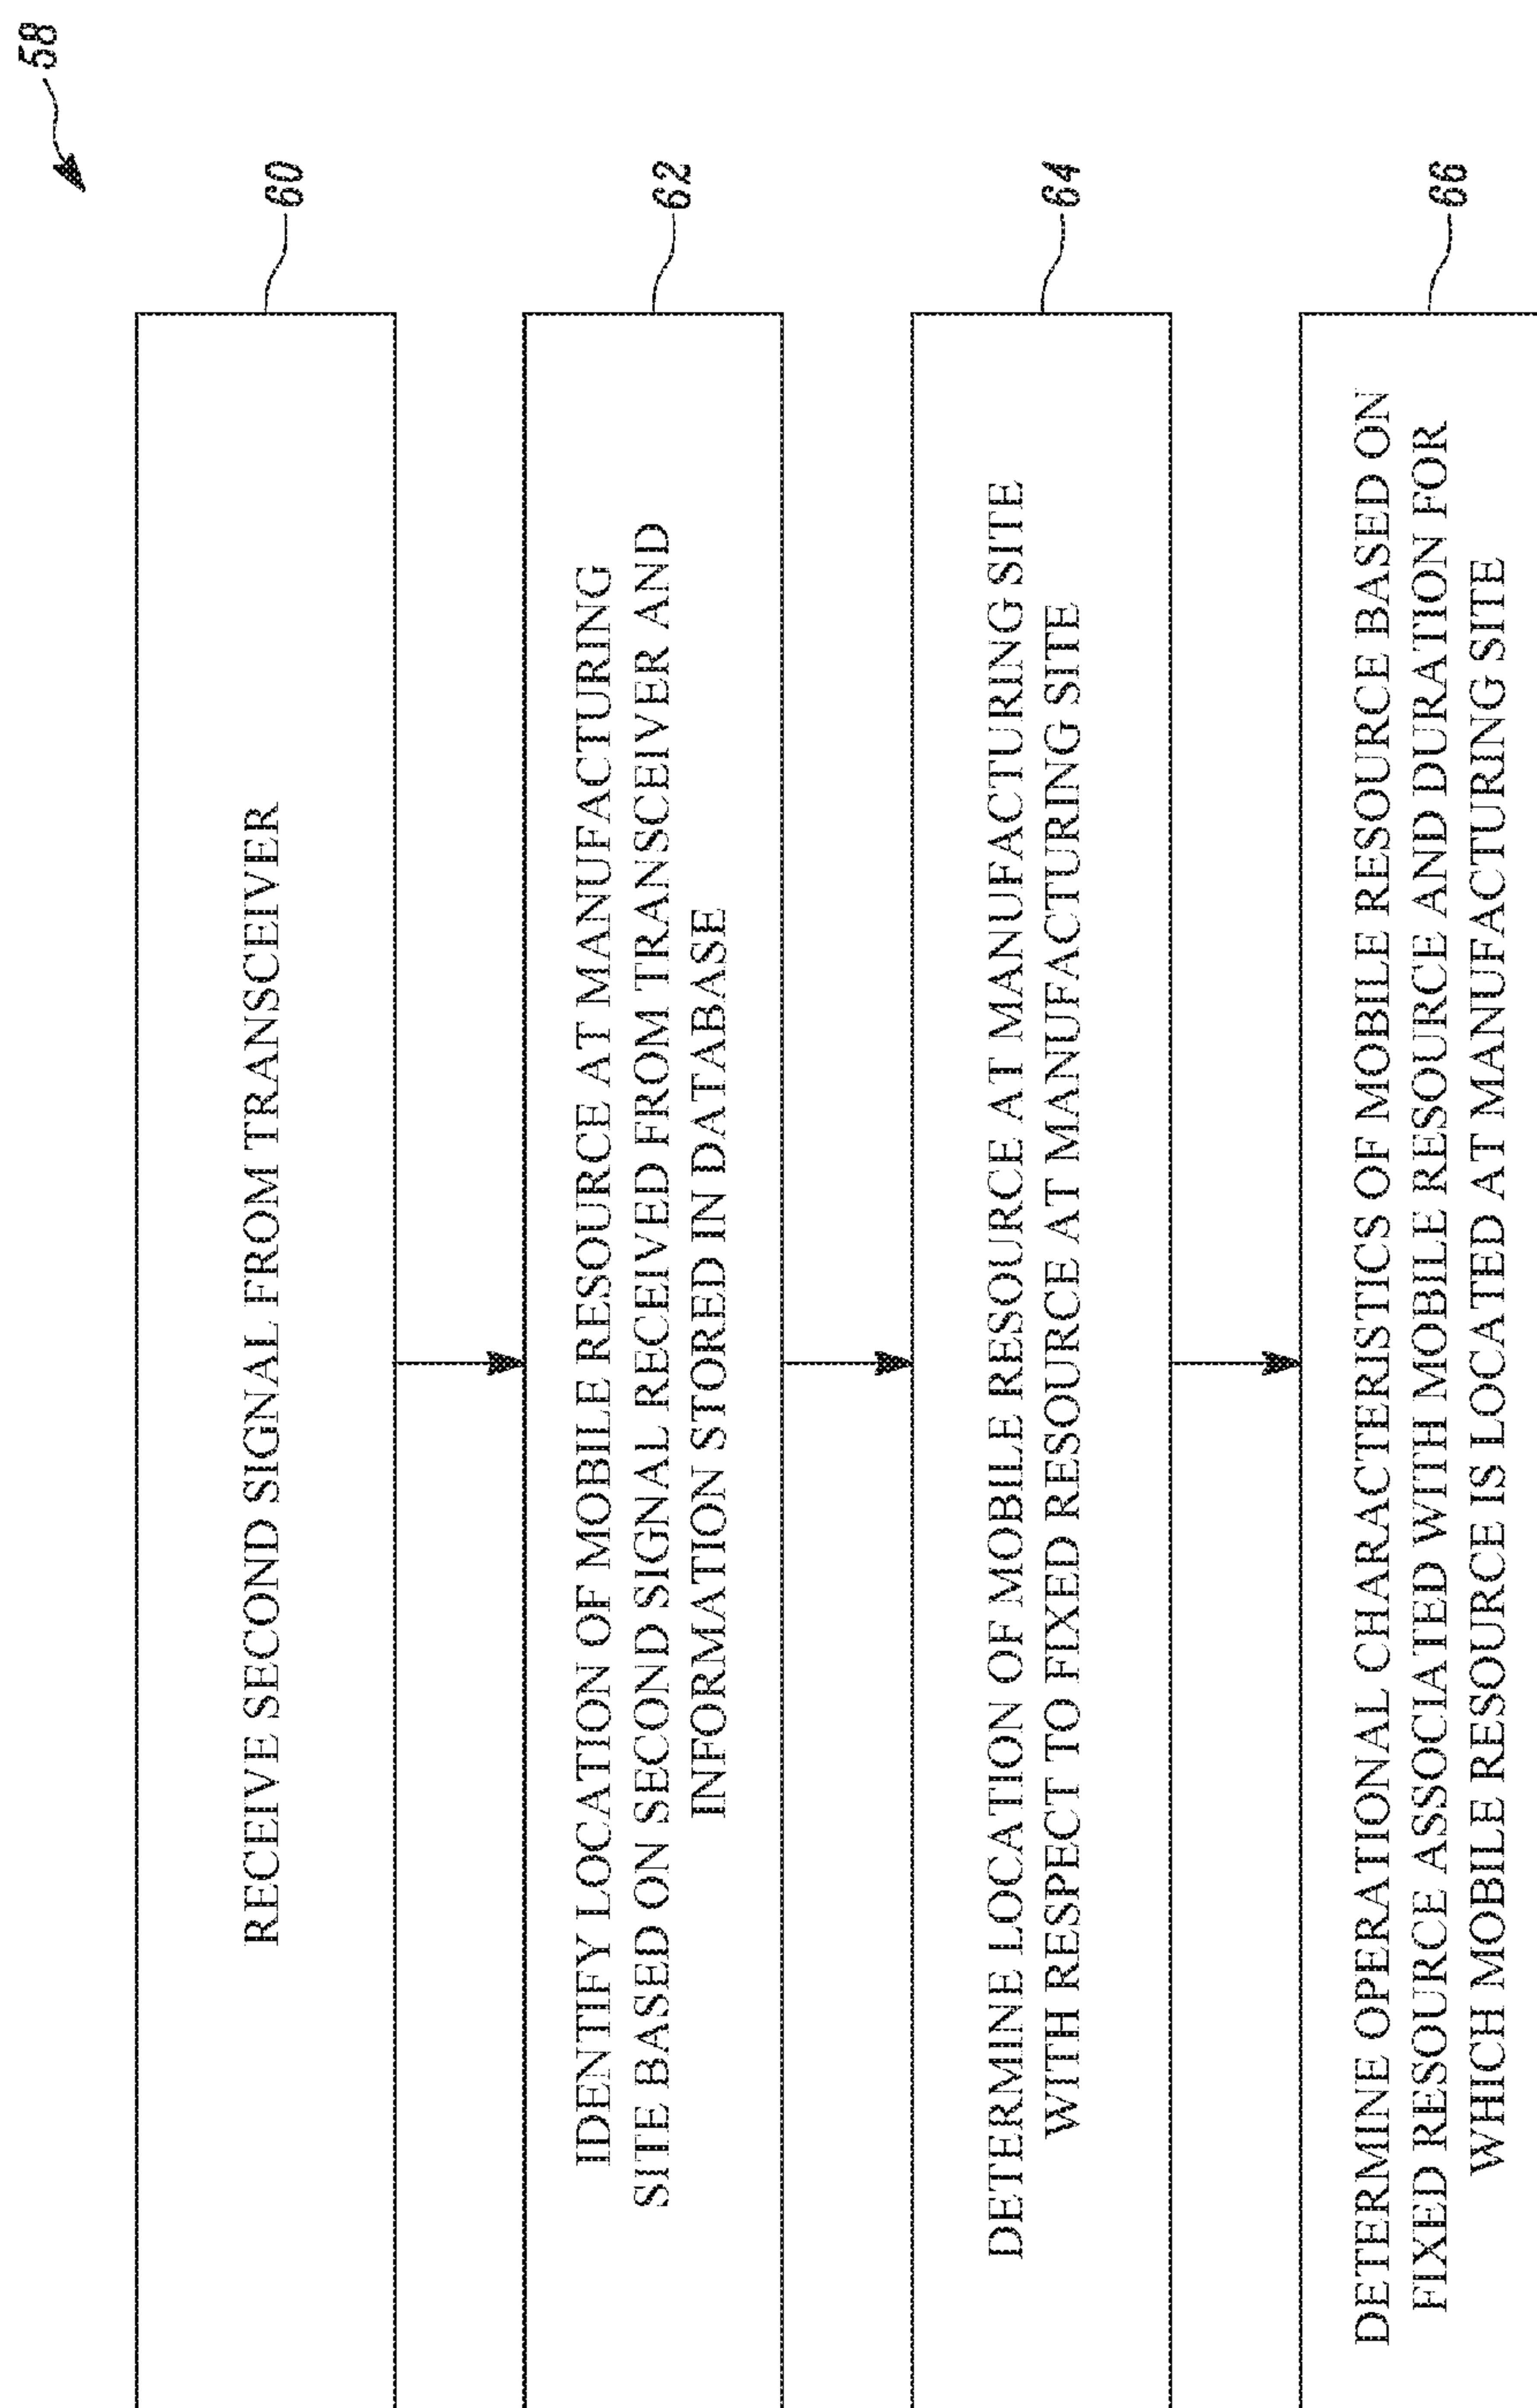 58
60
RECEIVE SECOND SIGNAL FROM TRANSCEIVER
62
IDENTIFY LOCATION OF MOBILE RESOURCE AT MANUFACTURING
SITE BASED ON SECOND SIGNAL RECEIVED FROM TRANSCEIVER AND
INFORMATION STORED IN DATABASE
64
DETERMINE LOCATION OF MOBILE RESOURCE AT MANUFACTURING SITE
WITH RESPECT TO FIXED RESOURCE AT MANUFACTURING SITE
66
DETERMINE OPERATIONAL CHARACTERISTICS OF MOBILE RESOURCE BASED ON
FIXED RESOURCE ASSOCIATED WITH MOBILE RESOURCE AND DURATION FOR
WHICH MOBILE RESOURCE IS LOCATED AT MANUFACTURING SITE